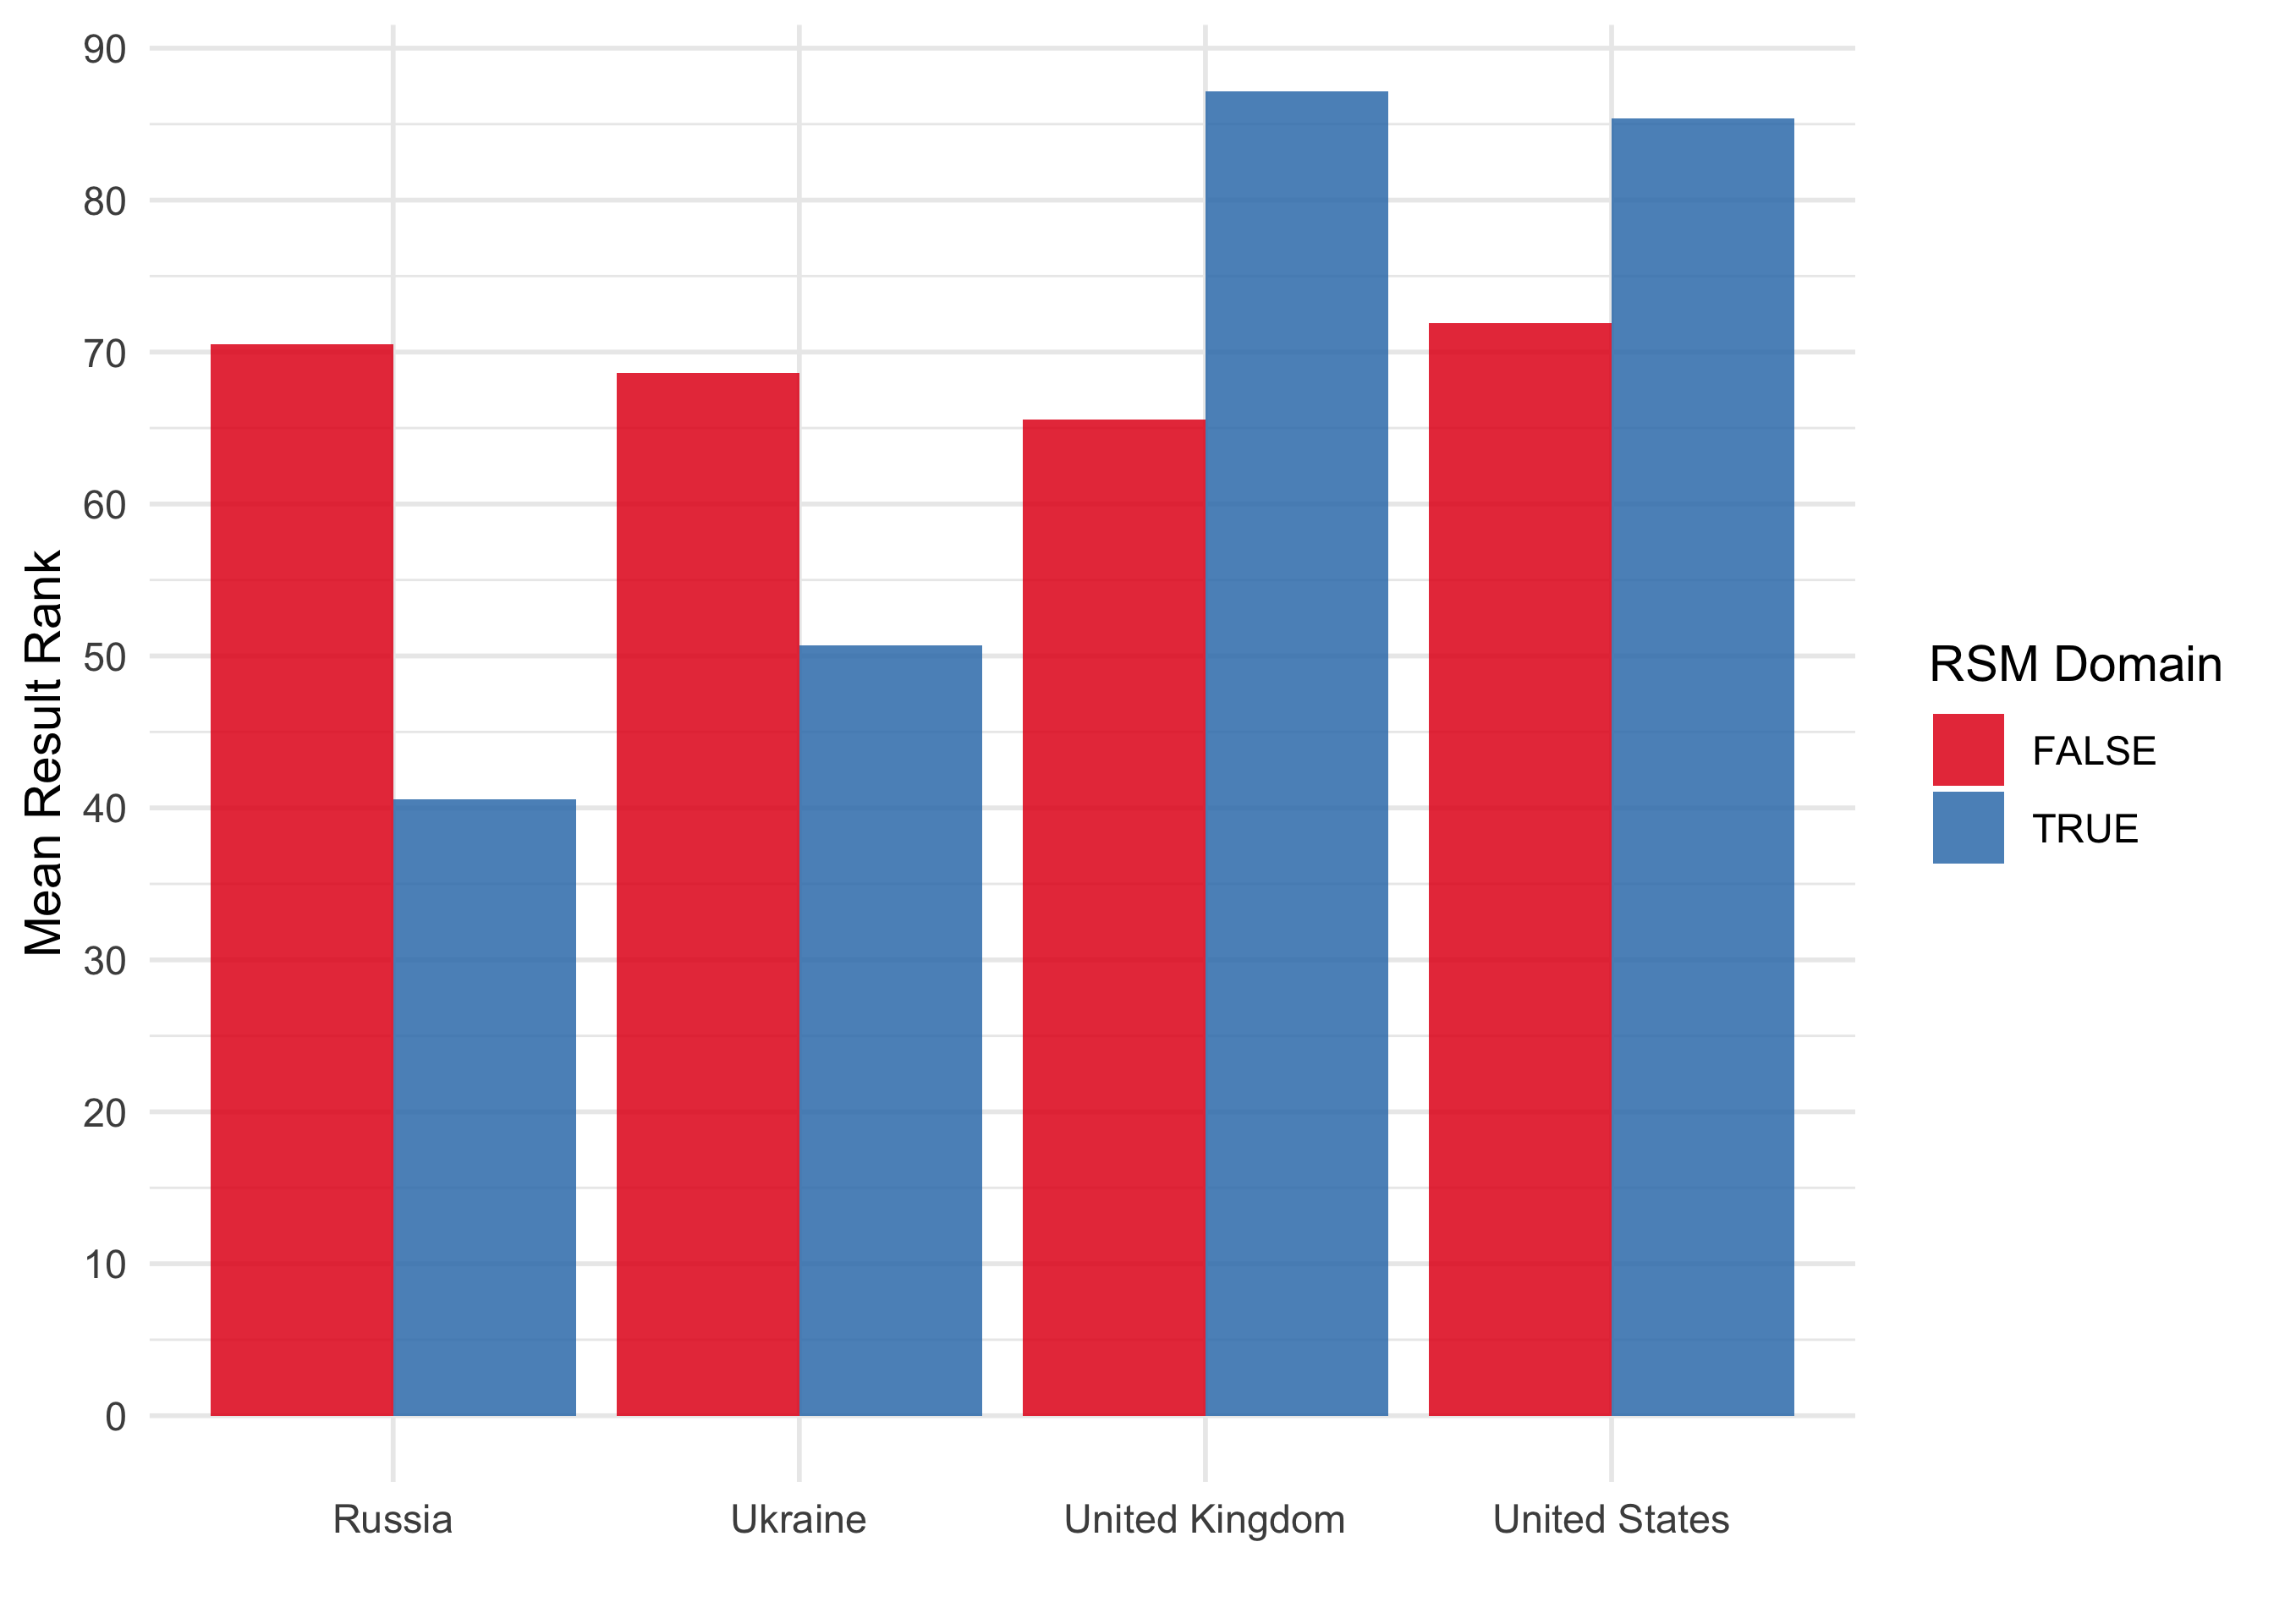 Mean Result Rank
90
80
70
60
50
40
30
20
10
0
Russia
Ukraine
United Kingdom
United States
RSM Domain
FALSE
TRUE